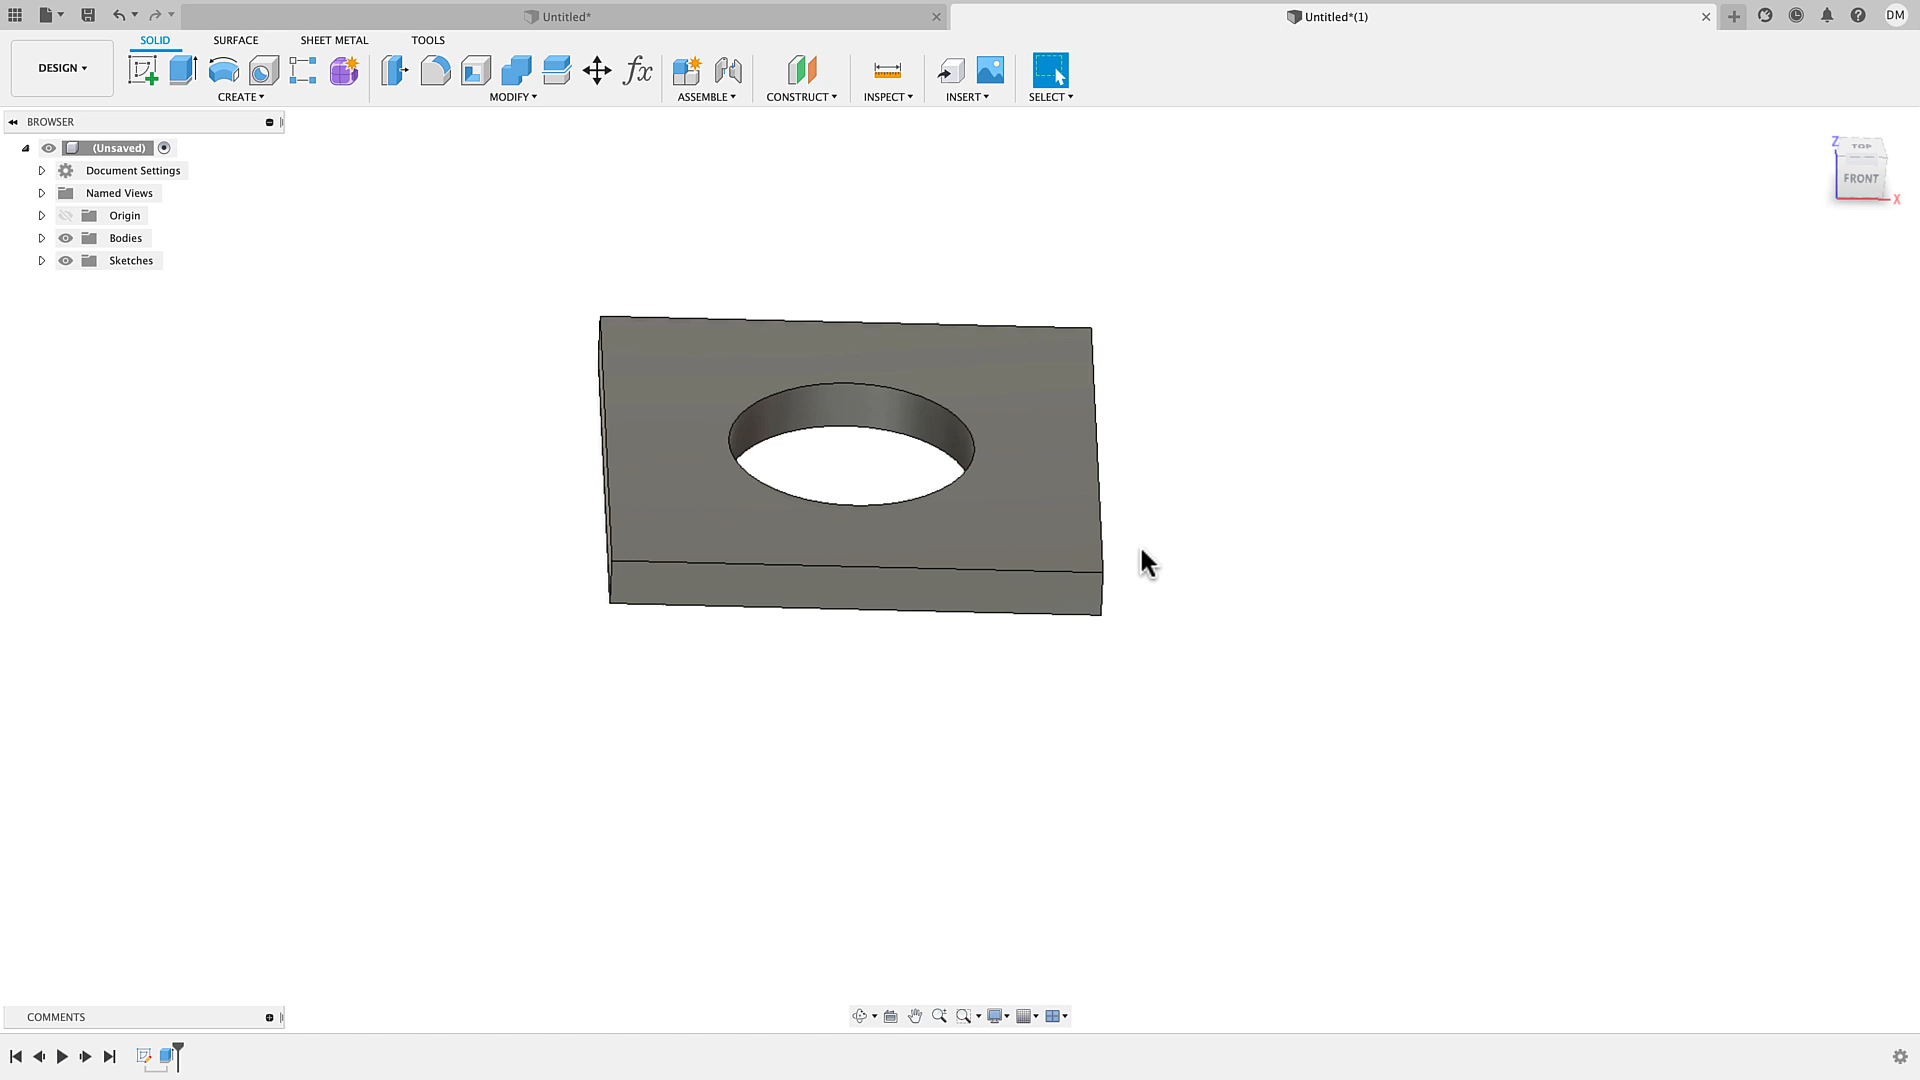 Untitled*
Untitled*(1)
DM
SOLID
SURFACE
SHEET METAL
TOOLS
DESIGN
fx
CREATE
MODIFY
ASSEMBLE
CONSTRUCT
INSPECT
INSERT
SELECT
BROWSER
(Unsaved)
Document Settings
Named Views
Origin
Bodies
Sketches
Z
TOP
FRONT
X
COMMENTS